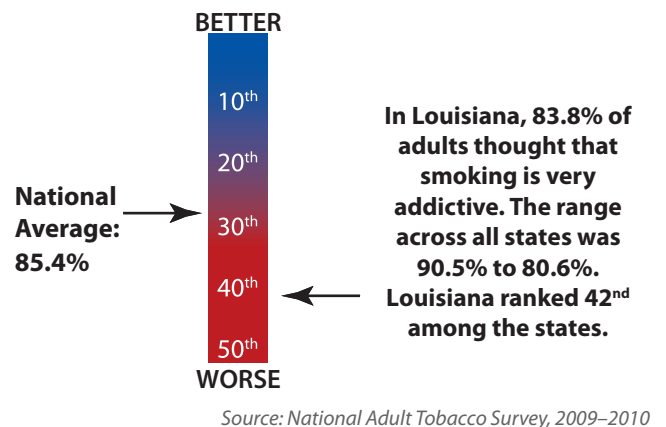 BETTER
10th
20th
30th
40th
50th
WORSE
National
Average:
85.4%
In Louisiana, 83.8% of
adults thought that
smoking is very
addictive. The range
across all states was
90.5% to 80.6%.
Louisiana ranked 42nd
among the states.
Source: National Adult Tobacco Survey, 2009–2010